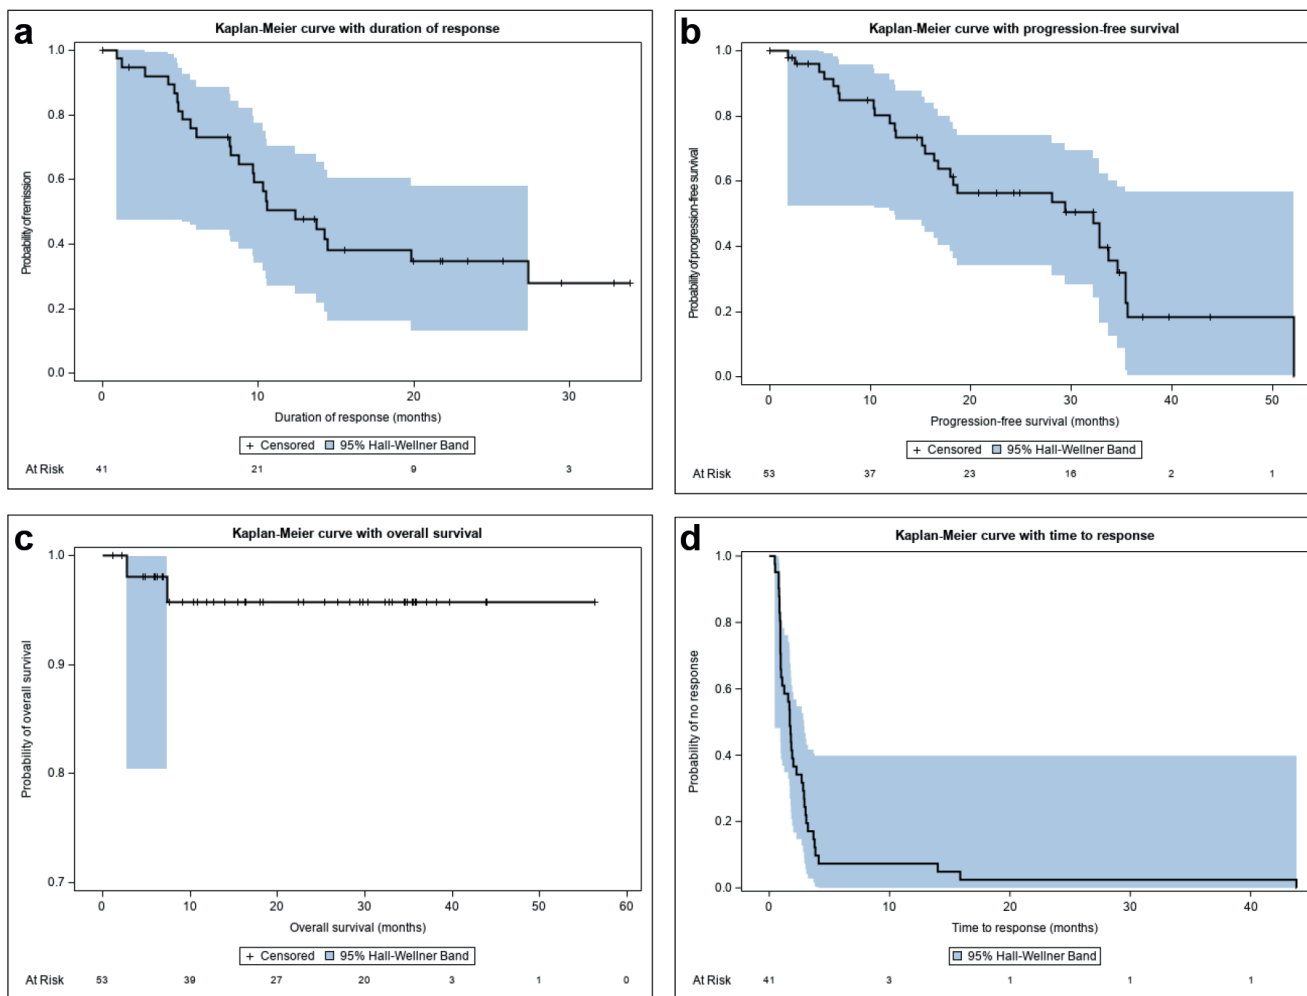 a
Kaplan-Meier curve with duration of response
1.0
0.8
0.6
0.4
0.2
0.0
Probability of remission
0 10 20 30
Duration of response (months)
+ Censored 95% Hall-Wellner Band
At Risk 41 21 9 3
b
Kaplan-Meier curve with progression-free survival
1.0
0.8
0.6
0.4
0.2
0.0
Probability of progression-free survival
0 10 20 30 40 50
Progression-free survival (months)
+ Censored 95% Hall-Wellner Band
At Risk 53 37 23 16 2 1
c
Kaplan-Meier curve with overall survival
1.0
0.9
0.8
0.7
Probability of overall survival
0 10 20 30 40 50 60
Overall survival (months)
+ Censored 95% Hall-Wellner Band
At Risk 53 39 27 20 3 1 0
d
Kaplan-Meier curve with time to response
1.0
0.8
0.6
0.4
0.2
0.0
Probability of no response
0 10 20 30 40
Time to response (months)
95% Hall-Wellner Band
At Risk 41 3 1 1 1